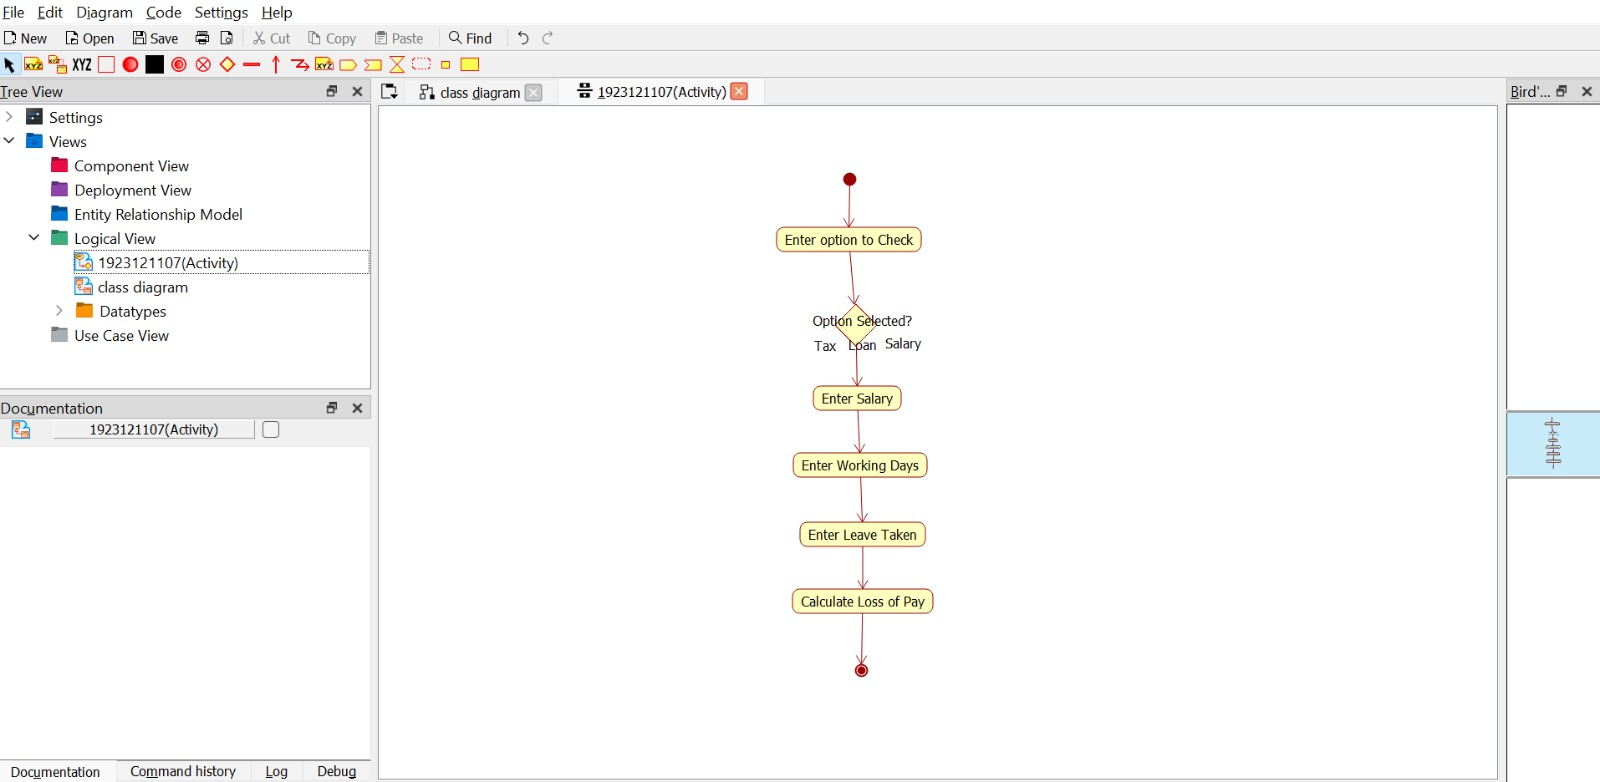 File Edit Diagram Code Settings Help
New Open Save Cut Copy Paste Find
XYZ XYZ XYZ XYZ
Tree View
class diagram 1923121107(Activity)
Bird'...
Settings
Views
Component View
Deployment View
Entity Relationship Model
Logical View
1923121107(Activity)
class diagram
Datatypes
Use Case View
Documentation
1923121107(Activity)
Enter option to Check
Option Selected?
Tax Loan Salary
Enter Salary
Enter Working Days
Enter Leave Taken
Calculate Loss of Pay
Documentation Command history Log Debug